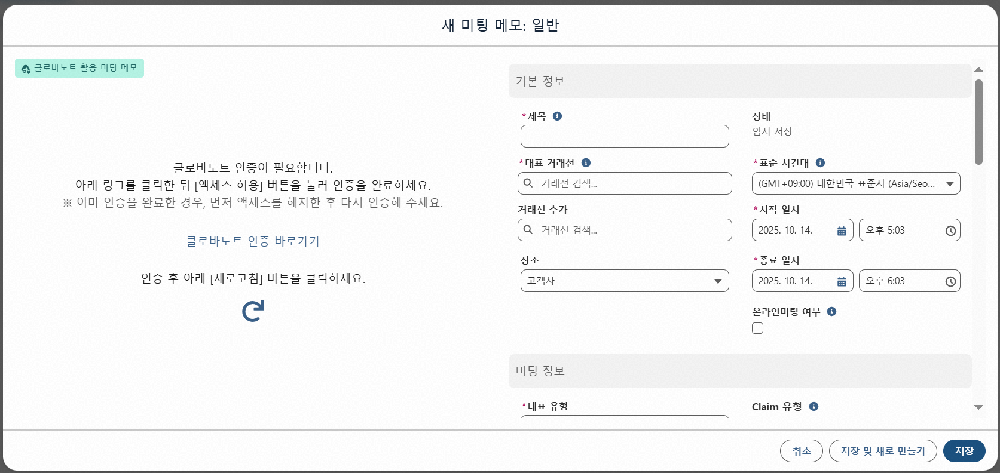 새 미팅 메모: 일반
클로바노트 활용 미팅 메모
클로바노트 인증이 필요합니다.
아래 링크를 클릭한 뒤 [액세스 허용] 버튼을 눌러 인증을 완료하세요.
※ 이미 인증을 완료한 경우, 먼저 액세스를 해지한 후 다시 인증해 주세요.
클로바노트 인증 바로가기
인증 후 아래 [새로고침] 버튼을 클릭하세요.
기본 정보
*제목
상태
임시 저장
*대표 거래선
거래선 검색...
*표준 시간대
(GMT+09:00) 대한민국 표준시 (Asia/Seo...
거래선 추가
거래선 검색...
*시작 일시
2025. 10. 14.
오후 5:03
장소
고객사
*종료 일시
2025. 10. 14.
오후 6:03
온라인미팅 여부
미팅 정보
*대표 유형
Claim 유형
취소
저장 및 새로 만들기
저장